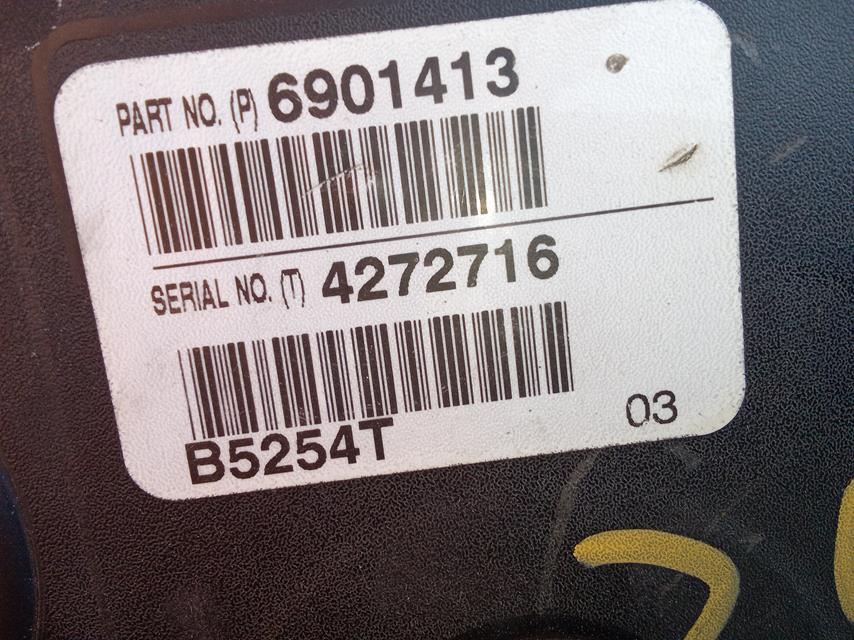 PART NO. (P) 6901413
SERIAL NO. (T) 4272716
B5254T
03